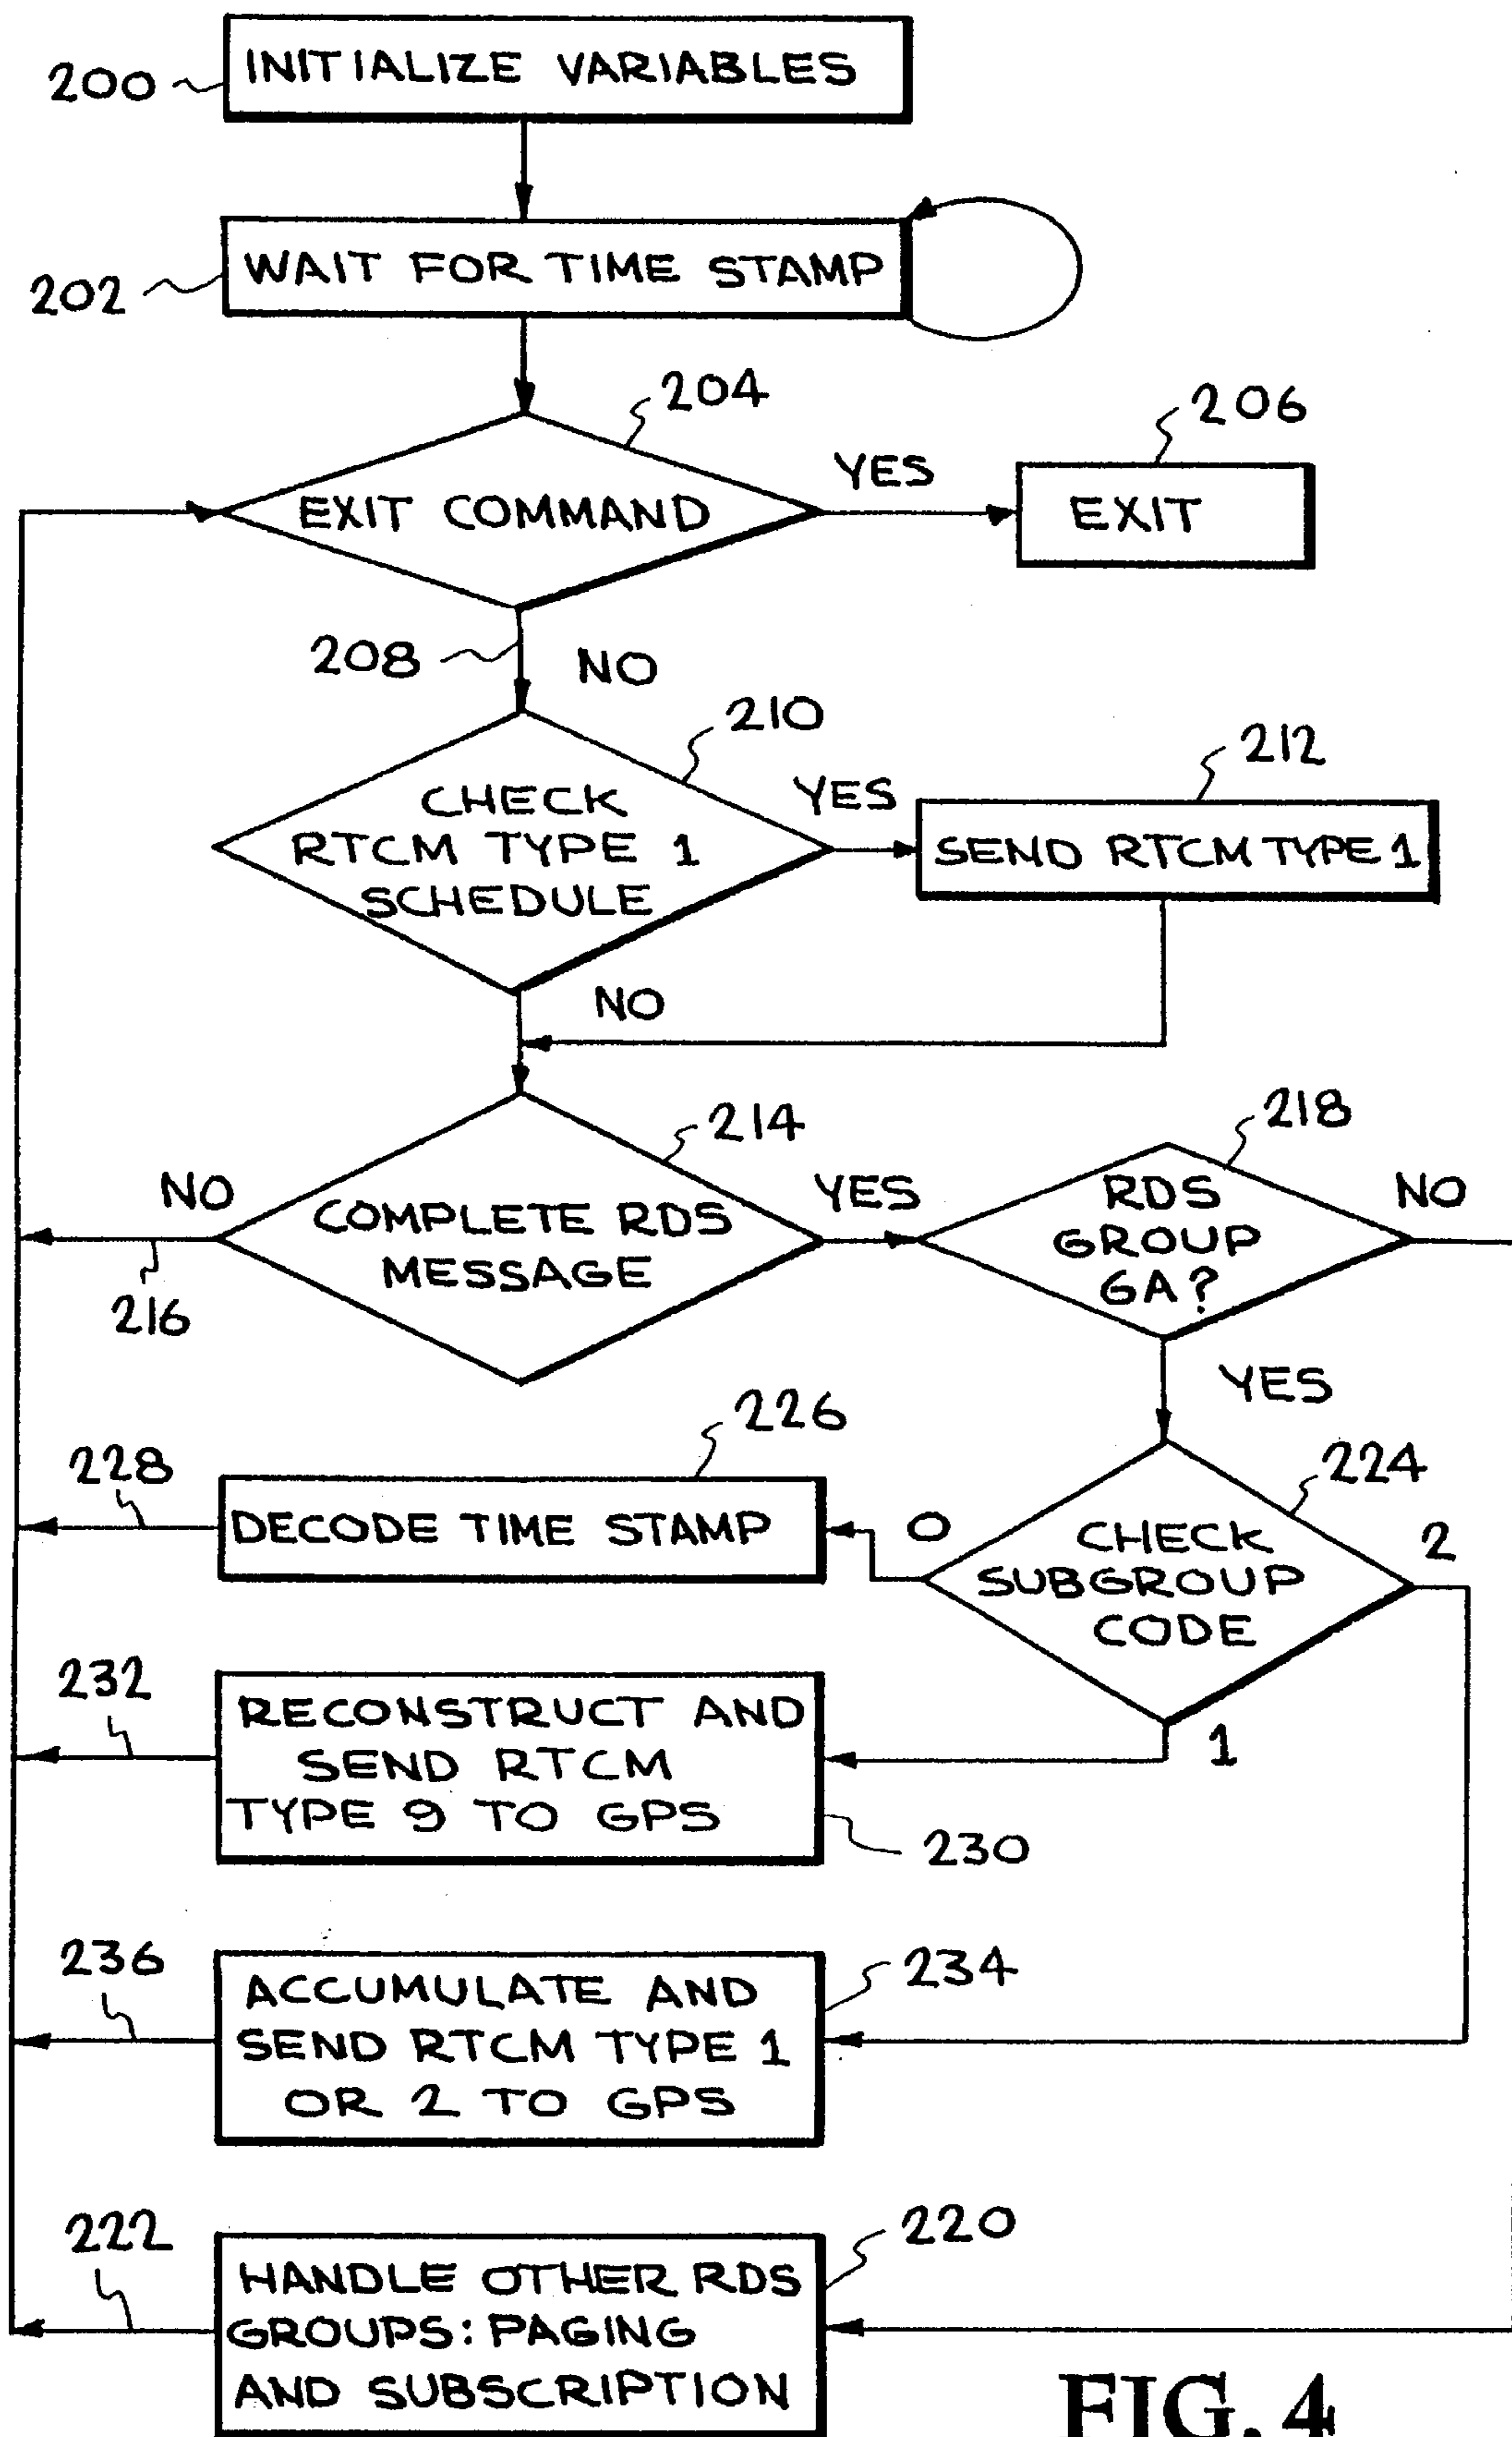 INITIALIZE VARIABLES
200
WAIT FOR TIME STAMP
202
204
206
YES
EXIT COMMAND
EXIT
208
NO
210
212
CHECK
YES
RTCM TYPE 1
SEND RTCM TYPE 1
SCHEDULE
NO
214
218
NO
YES
RDS
NO
COMPLETE RDS
GROUP
MESSAGE
6A?
216
YES
226
228
224
DECODE TIME STAMP
0
CHECK
2
SUBGROUP
CODE
232
RECONSTRUCT AND
SEND RTCM
1
TYPE 9 TO GPS
230
236
234
ACCUMULATE AND
SEND RTCM TYPE 1
OR 2 TO GPS
222
220
HANDLE OTHER RDS
GROUPS: PAGING
AND SUBSCRIPTION
FIG. 4